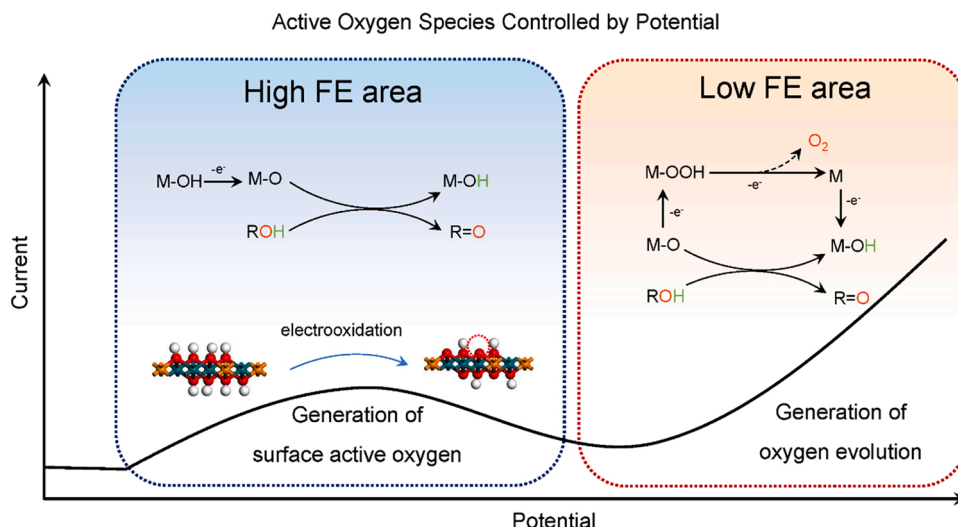 Active Oxygen Species Controlled by Potential
High FE area
M-OH
-e-
M-O
M-OH
ROH
R=O
electrooxidation
Generation of
surface active oxygen
Low FE area
O2
M-OOH
-e-
M
-e-
-e-
M-O
M-OH
ROH
R=O
Generation of
oxygen evolution
Current
Potential